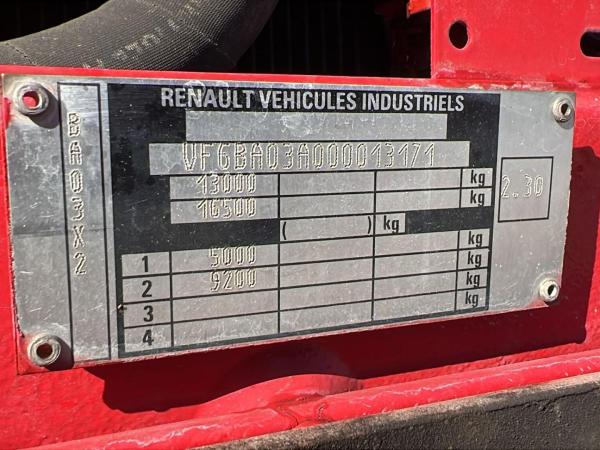 RENAULT VEHICULES INDUSTRIELS
VF6BA03A000013171
13000 kg
16500 kg
( ) kg
1 5000 kg
2 9200 kg
3 kg
4
BA03X2
2.30